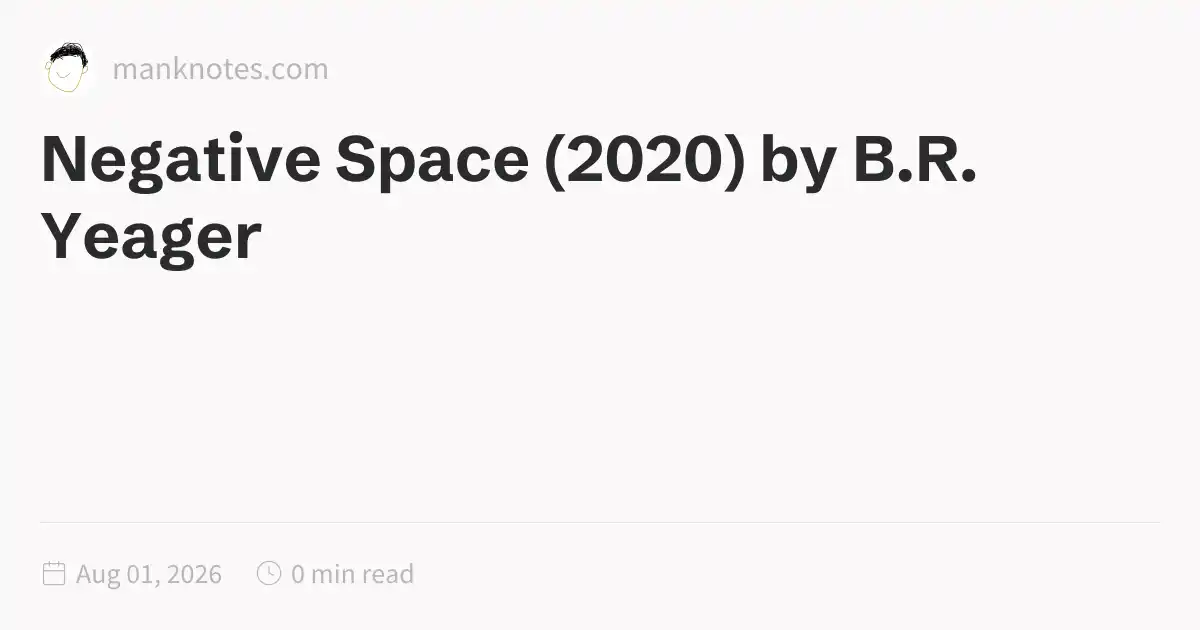 manknotes.com
Negative Space (2020) by B.R.
Yeager
Aug 01, 2026 0 min read